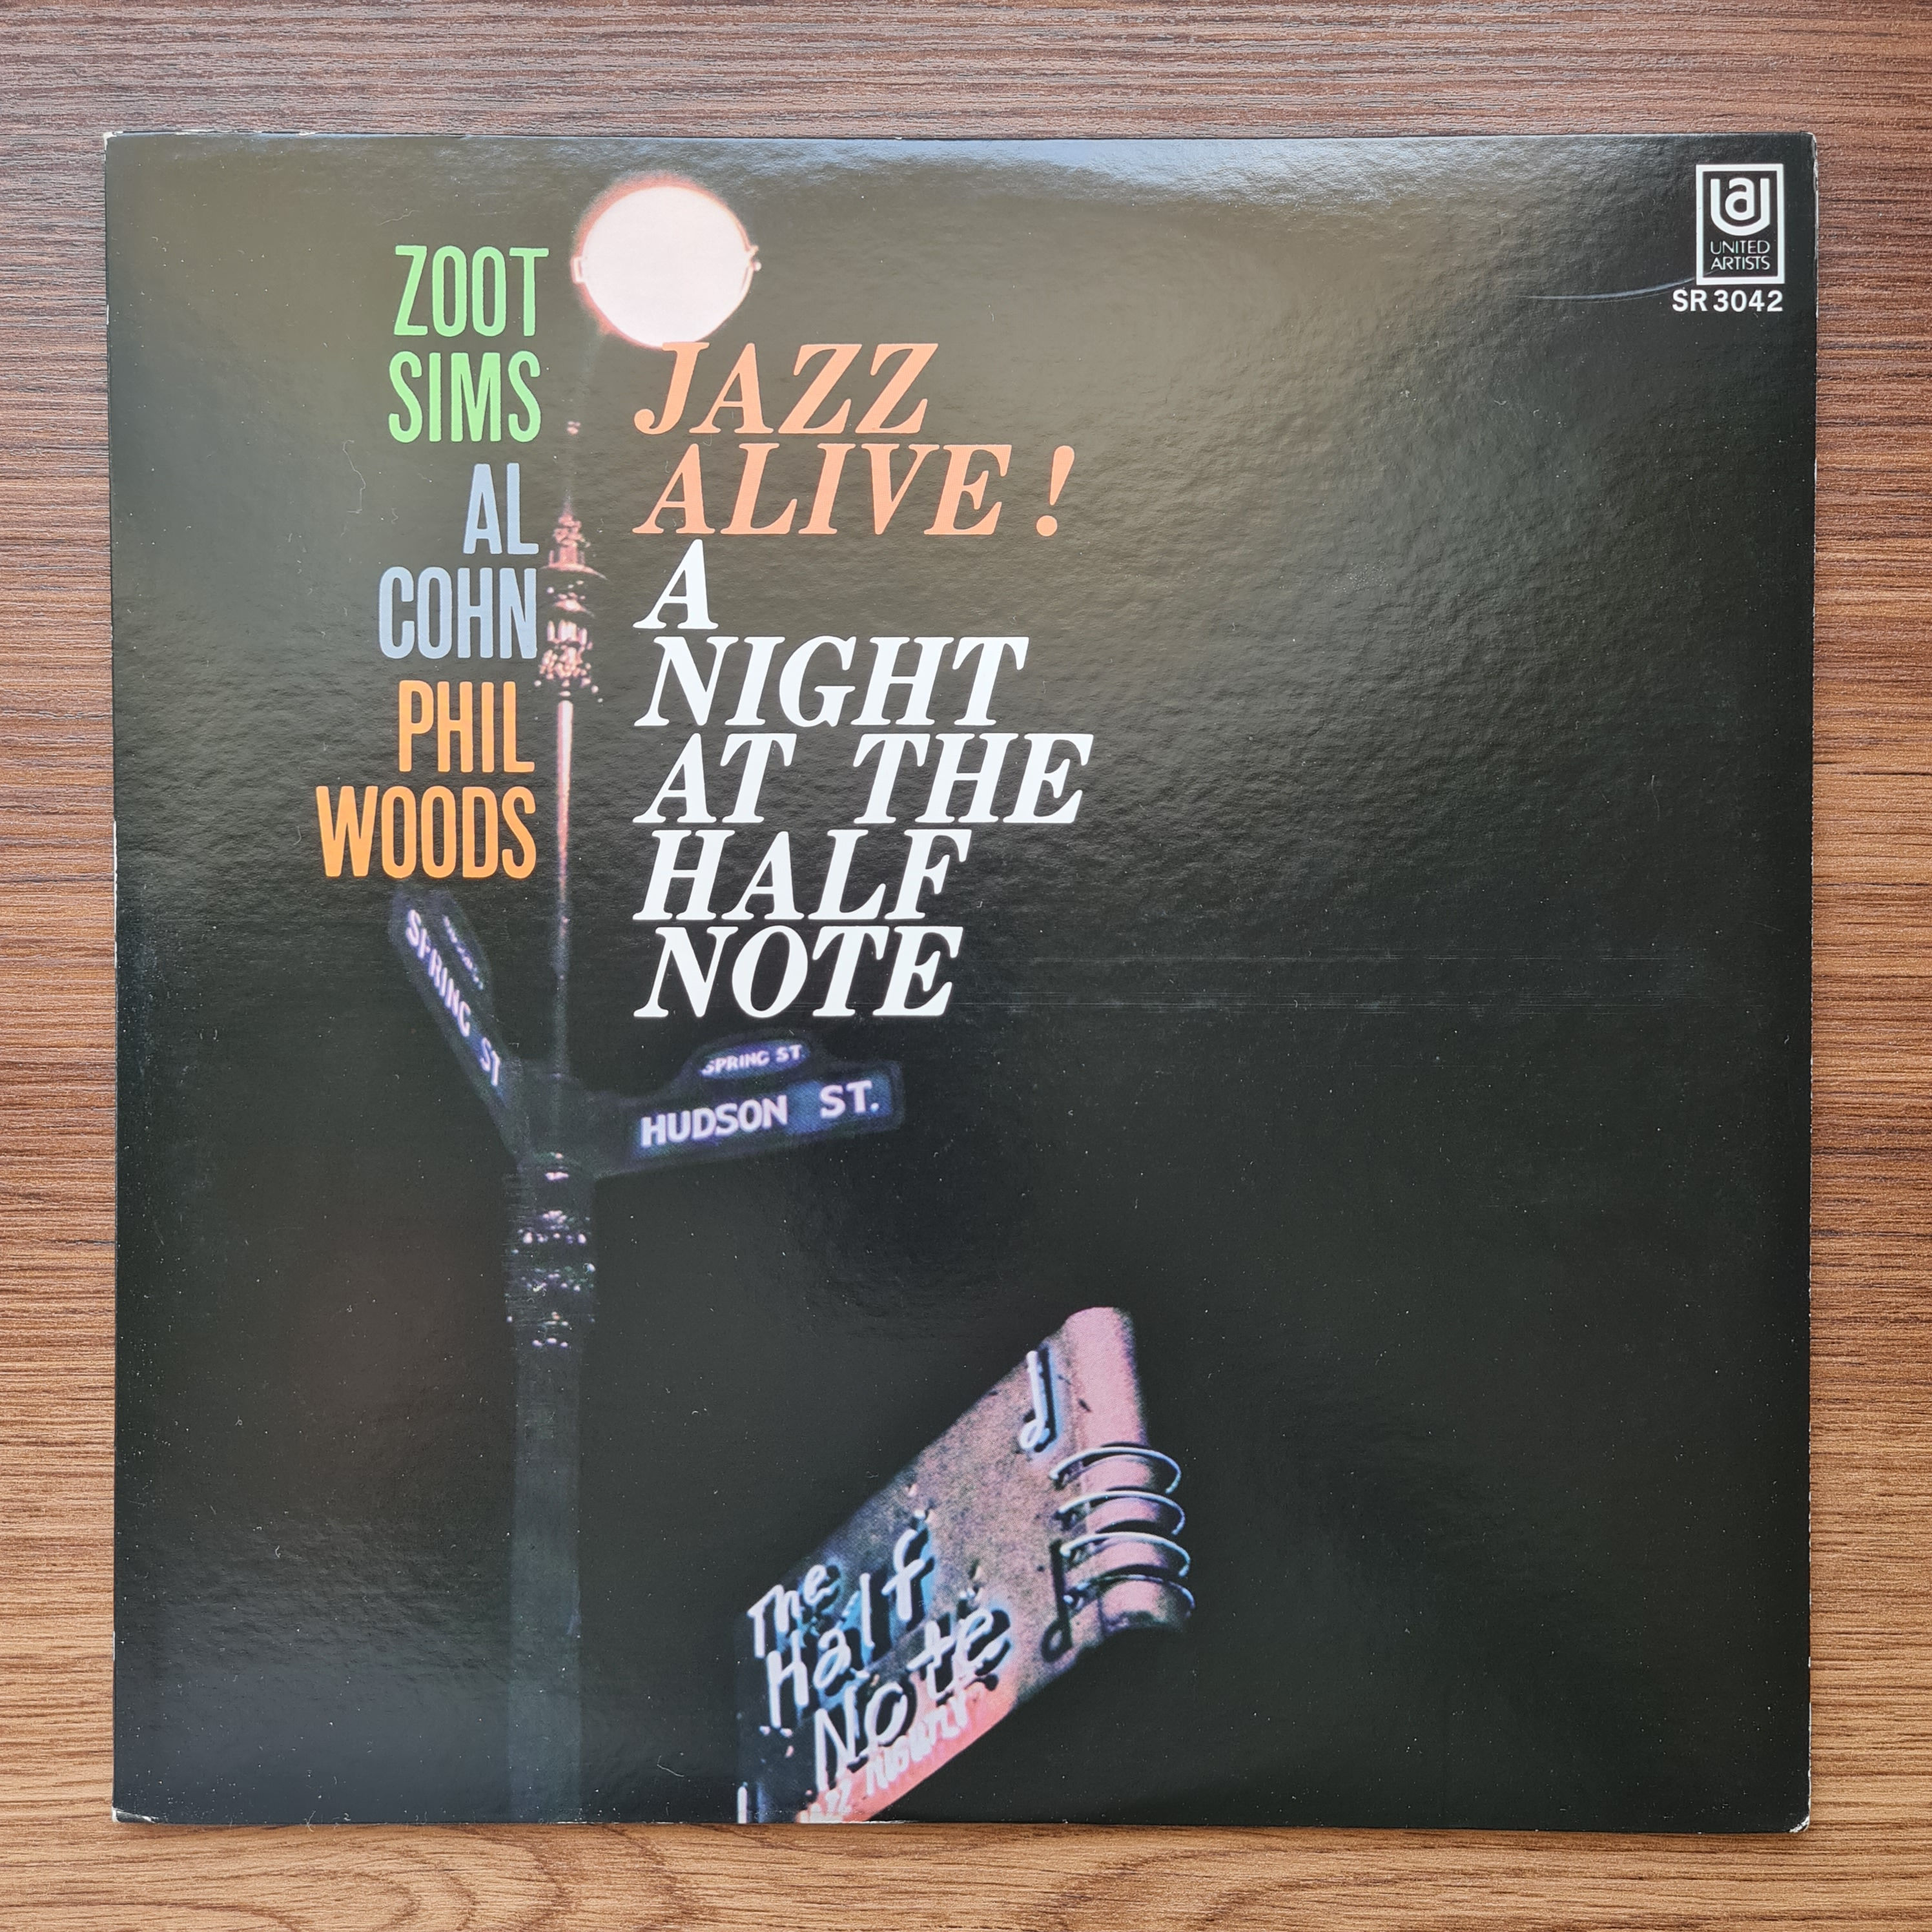 UNITED
ARTISTS
SR 3042
ZOOT
SIMS
AL
COHN
PHIL
WOODS
JAZZ
ALIVE!
A
NIGHT
AT THE
HALF
NOTE
SPRING ST
SPRING ST
HUDSON ST.
The
Half
Note